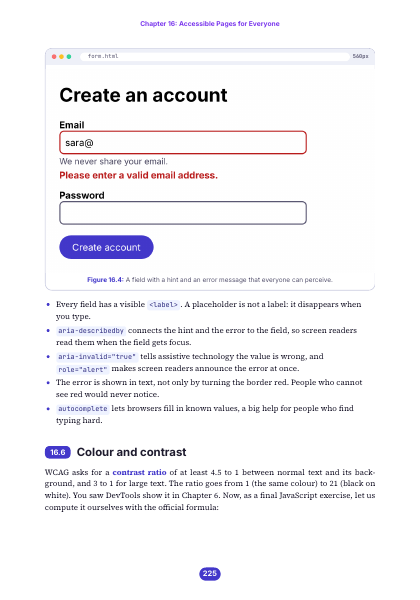 Chapter 16: Accessible Pages for Everyone
form.html 560px
Create an account
Email
sara@
We never share your email.
Please enter a valid email address.
Password
Create account
Figure 16.4: A field with a hint and an error message that everyone can perceive.
• Every field has a visible <label>. A placeholder is not a label: it disappears when
you type.
• aria-describedby connects the hint and the error to the field, so screen readers
read them when the field gets focus.
• aria-invalid="true" tells assistive technology the value is wrong, and
role="alert" makes screen readers announce the error at once.
• The error is shown in text, not only by turning the border red. People who cannot
see red would never notice.
• autocomplete lets browsers fill in known values, a big help for people who find
typing hard.
16.6 Colour and contrast
WCAG asks for a contrast ratio of at least 4.5 to 1 between normal text and its back-
ground, and 3 to 1 for large text. The ratio goes from 1 (the same colour) to 21 (black on
white). You saw DevTools show it in Chapter 6. Now, as a final JavaScript exercise, let us
compute it ourselves with the official formula:
225